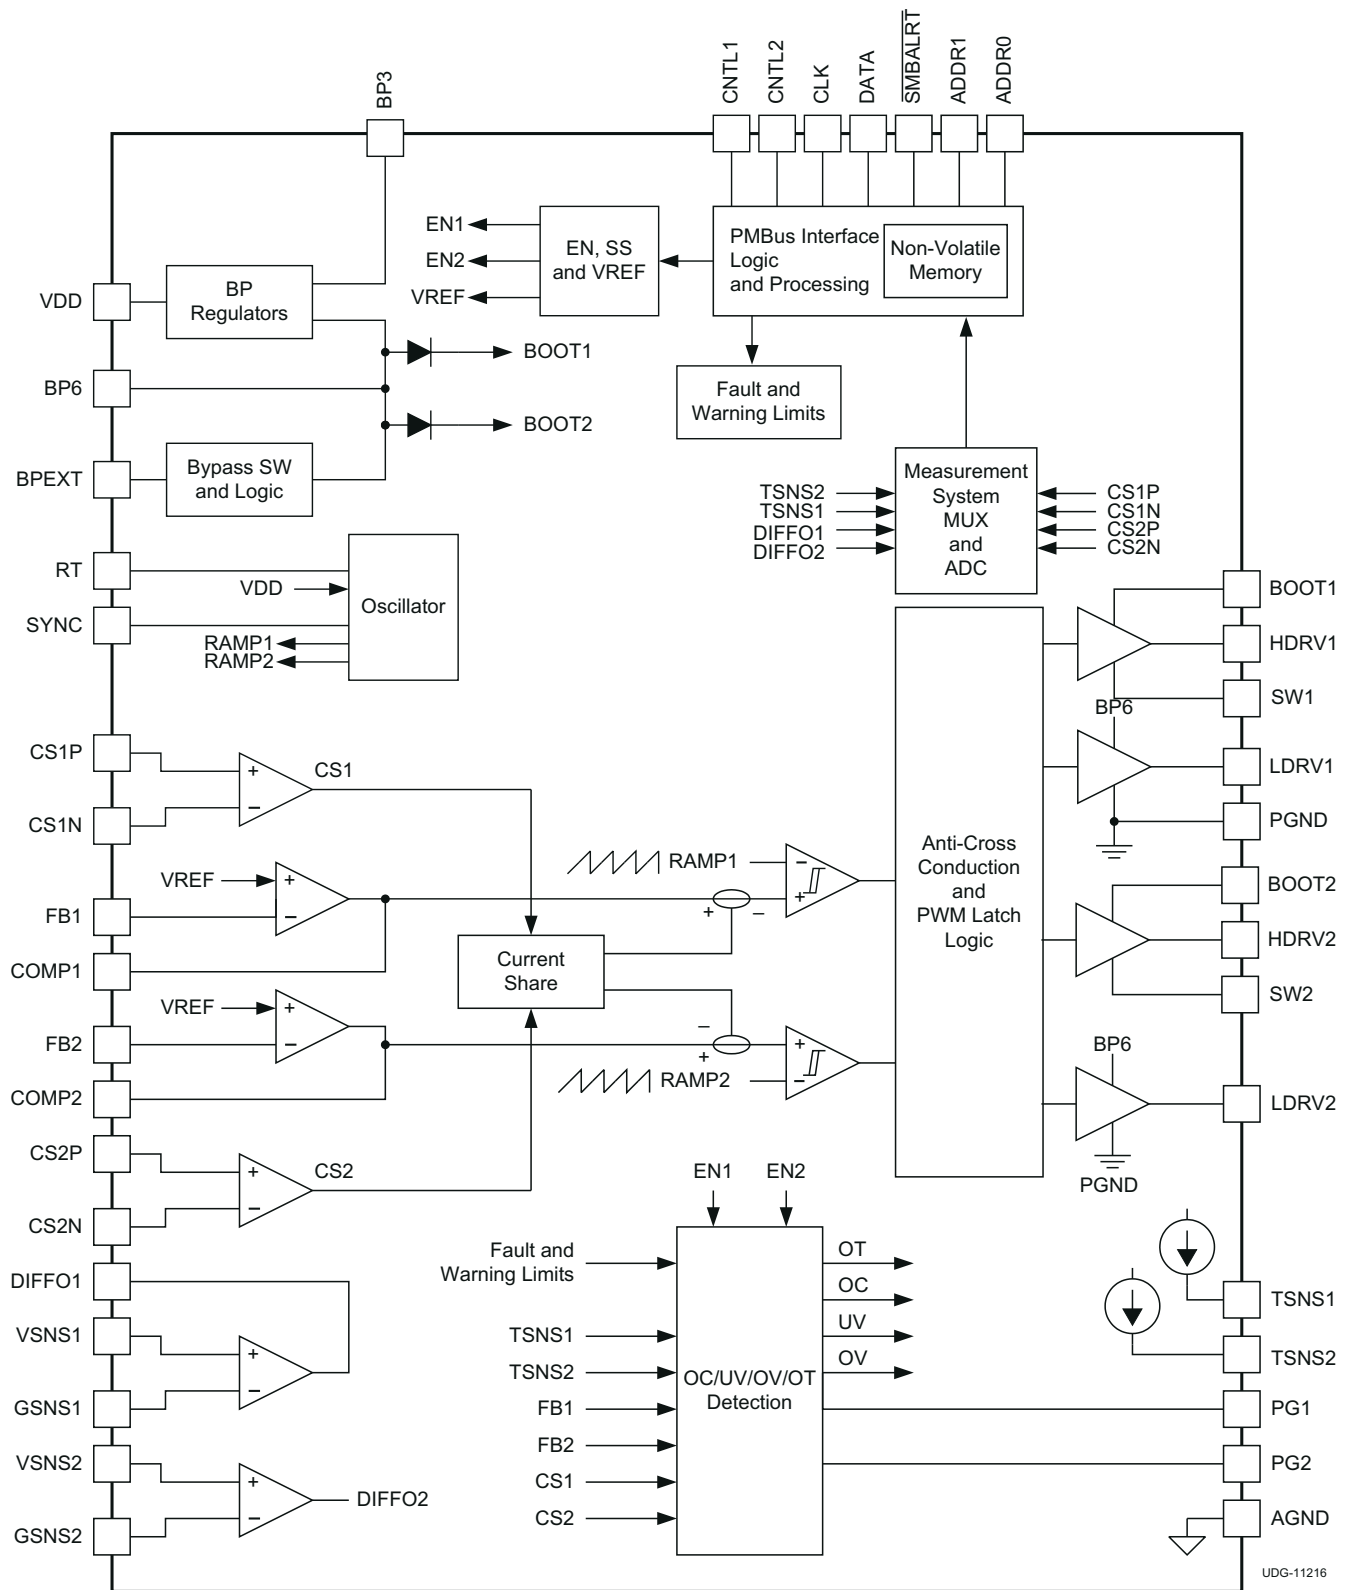 BP3
CNTL1
CNTL2
CLK
DATA
SMBALRT
ADDR1
ADDR0
VDD
BP6
BPEXT
RT
SYNC
CS1P
CS1N
FB1
COMP1
FB2
COMP2
CS2P
CS2N
DIFFO1
VSNS1
GSNS1
VSNS2
GSNS2
BP
Regulators
Bypass SW
and Logic
BOOT1
BOOT2
EN1
EN2
VREF
EN, SS
and VREF
PMBus Interface
Logic
and Processing
Non-Volatile
Memory
Fault and
Warning Limits
Measurement
System
MUX
and
ADC
TSNS2
TSNS1
DIFFO1
DIFFO2
CS1P
CS1N
CS2P
CS2N
VDD
RAMP1
RAMP2
Oscillator
+
−
CS1
VREF
+
−
VREF
+
−
+
−
CS2
Current
Share
RAMP1
−
+
+
−
−
+
RAMP2
+
−
Anti-Cross
Conduction
and
PWM Latch
Logic
BP6
BP6
PGND
+
−
+
−
DIFFO2
EN1
EN2
Fault and
Warning Limits
TSNS1
TSNS2
FB1
FB2
CS1
CS2
OC/UV/OV/OT
Detection
OT
OC
UV
OV
BOOT1
HDRV1
SW1
LDRV1
PGND
BOOT2
HDRV2
SW2
LDRV2
TSNS1
TSNS2
PG1
PG2
AGND
UDG-11216